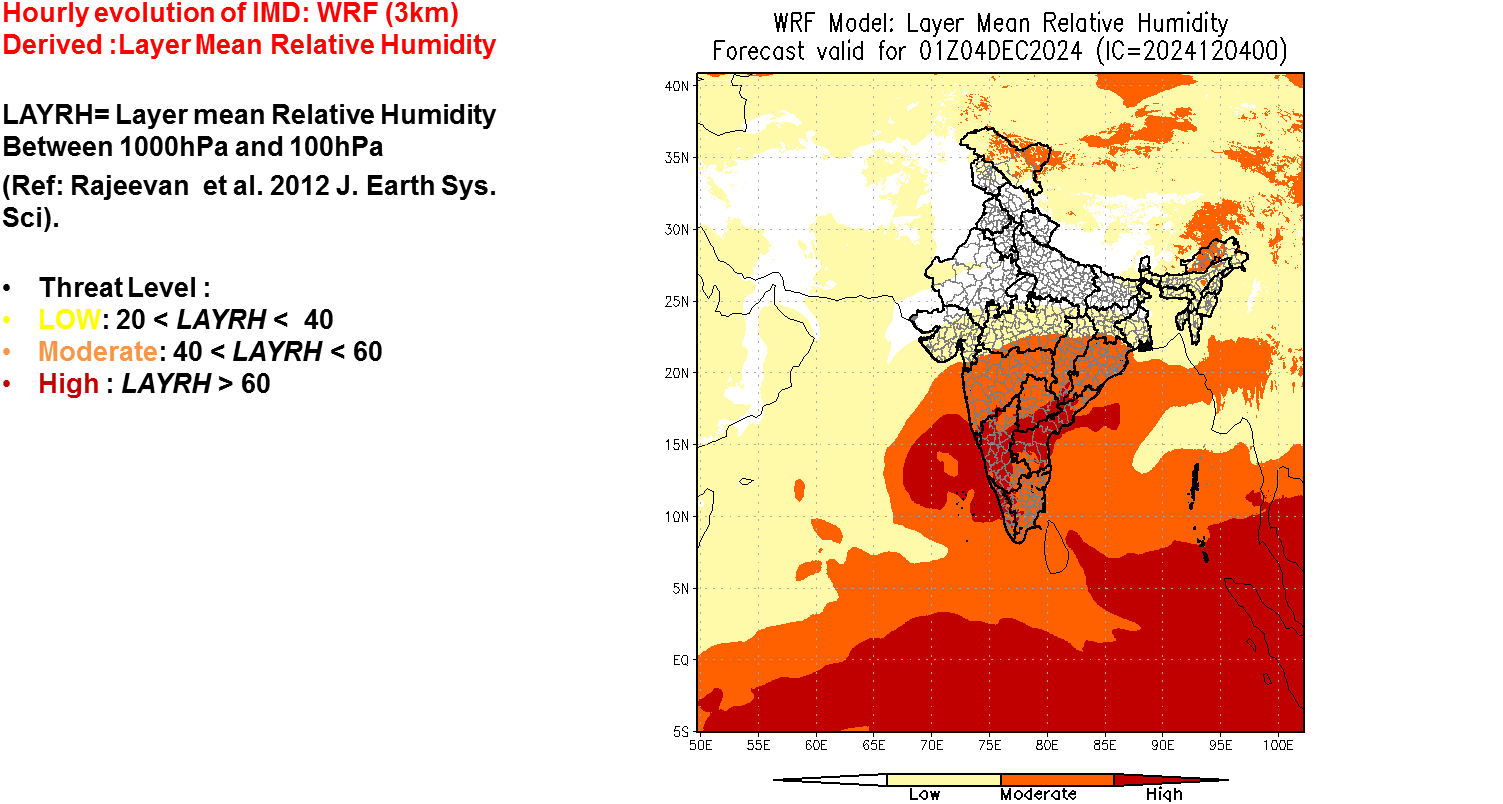 Hourly evolution of IMD: WRF (3km)
Derived :Layer Mean Relative Humidity
LAYRH= Layer mean Relative Humidity
Between 1000hPa and 100hPa
(Ref: Rajeevan et al. 2012 J. Earth Sys.
Sci).
• Threat Level :
• LOW: 20 < LAYRH < 40
• Moderate: 40 < LAYRH < 60
• High : LAYRH > 60
WRF Model: Layer Mean Relative Humidity
Forecast valid for 01Z04DEC2024 (IC=2024120400)
40N
35N
30N
25N
20N
15N
10N
5N
EQ
5S
50E 55E 60E 65E 70E 75E 80E 85E 90E 95E 100E
Low Moderate High